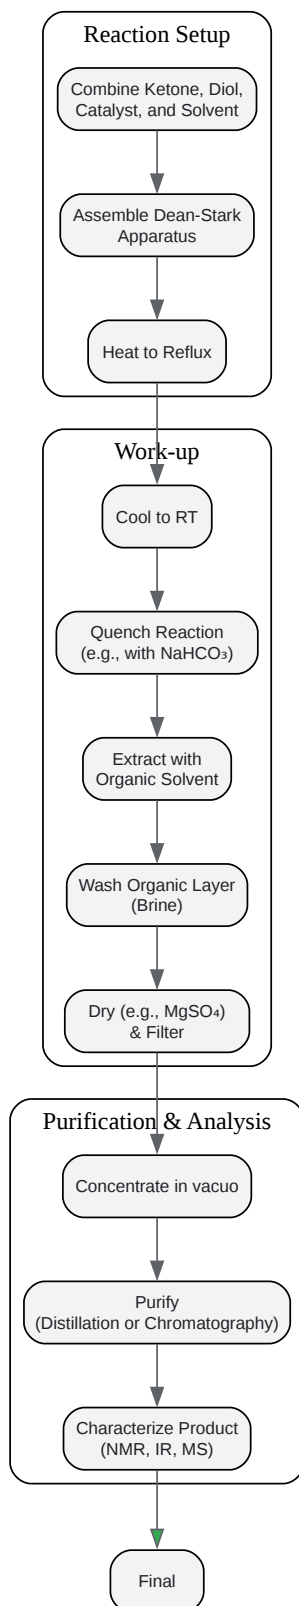 Reaction Setup
Combine Ketone, Diol,
Catalyst, and Solvent
Assemble Dean-Stark
Apparatus
Heat to Reflux
Work-up
Cool to RT
Quench Reaction
(e.g., with NaHCO₃)
Extract with
Organic Solvent
Wash Organic Layer
(Brine)
Dry (e.g., MgSO₄)
& Filter
Purification & Analysis
Concentrate in vacuo
Purify
(Distillation or Chromatography)
Characterize Product
(NMR, IR, MS)
Final